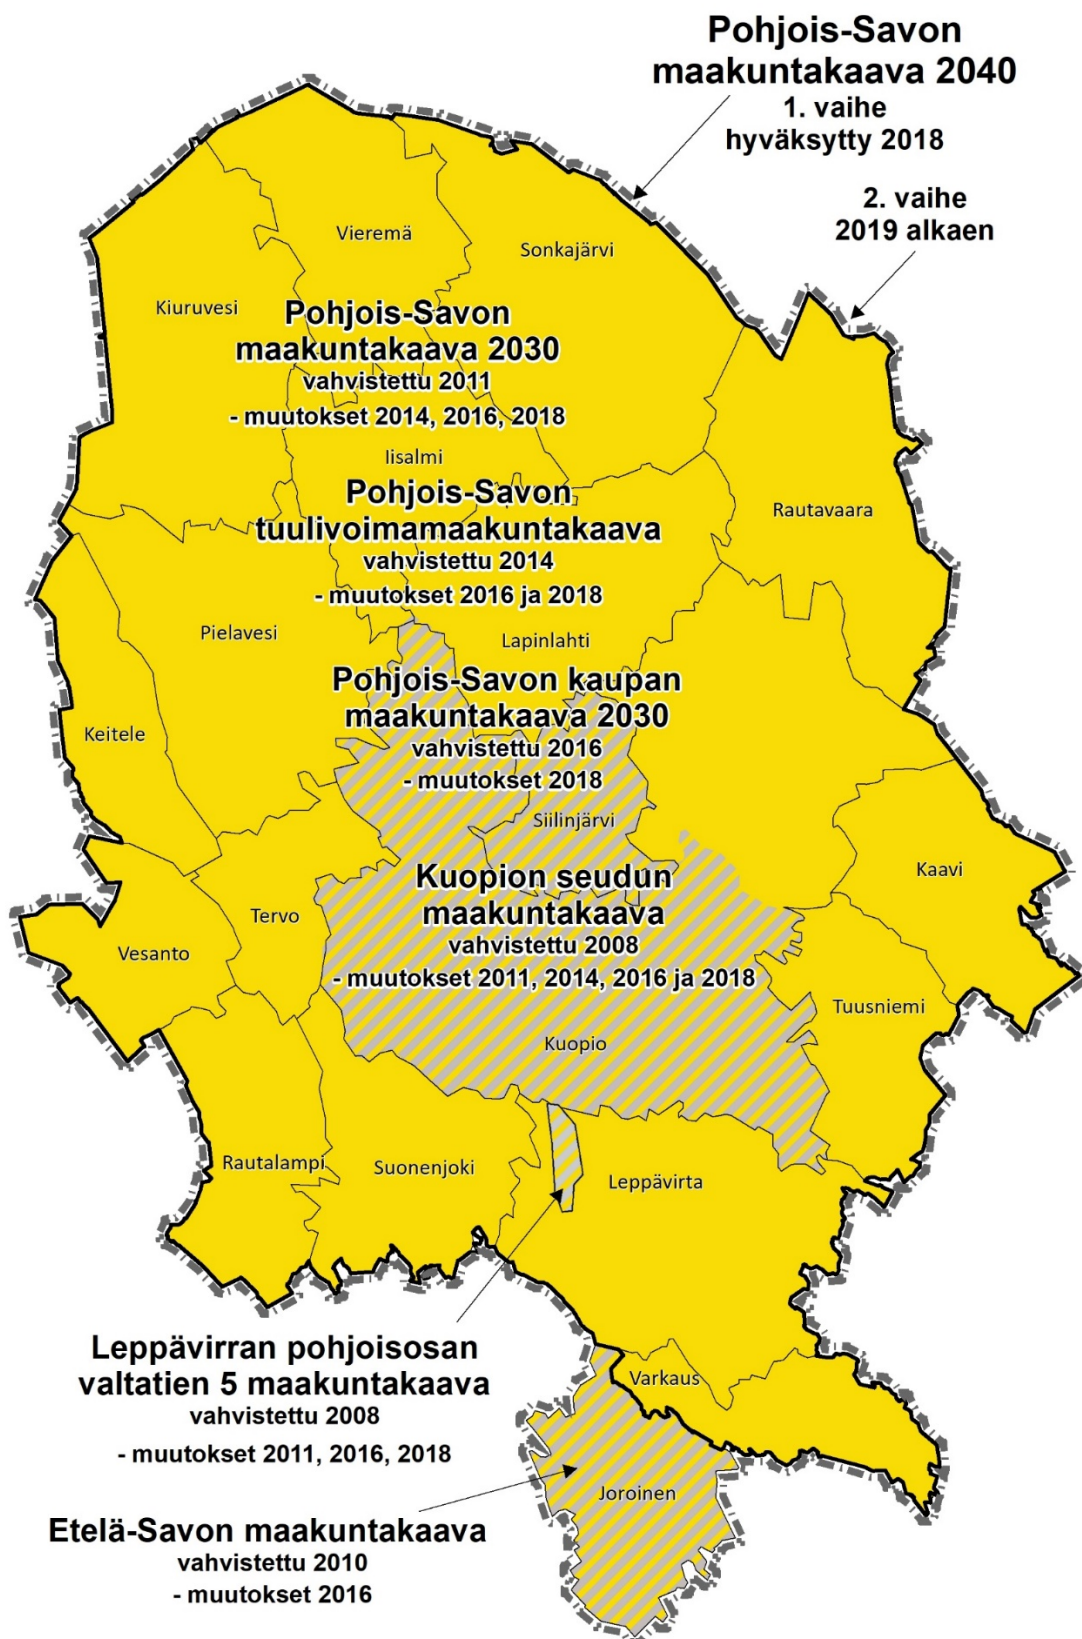 Pohjois-Savon
maakuntakaava 2040
1. vaihe
hyväksytty 2018
2. vaihe
2019 alkaen
Vieremä
Sonkajärvi
Kiuruvesi
Pohjois-Savon
maakuntakaava 2030
vahvistettu 2011
- muutokset 2014, 2016, 2018
Iisalmi
Pohjois-Savon
tuulivoimamaakuntakaava
vahvistettu 2014
- muutokset 2016 ja 2018
Rautavaara
Pielavesi
Lapinlahti
Pohjois-Savon kaupan
maakuntakaava 2030
vahvistettu 2016
- muutokset 2018
Keitele
Siilinjärvi
Kaavi
Kuopion seudun
maakuntakaava
vahvistettu 2008
- muutokset 2011, 2014, 2016 ja 2018
Tervo
Vesanto
Tuusniemi
Kuopio
Rautalampi
Suonenjoki
Leppävirta
Leppävirran pohjoisosan
valtatien 5 maakuntakaava
vahvistettu 2008
- muutokset 2011, 2016, 2018
Varkaus
Joroinen
Etelä-Savon maakuntakaava
vahvistettu 2010
- muutokset 2016